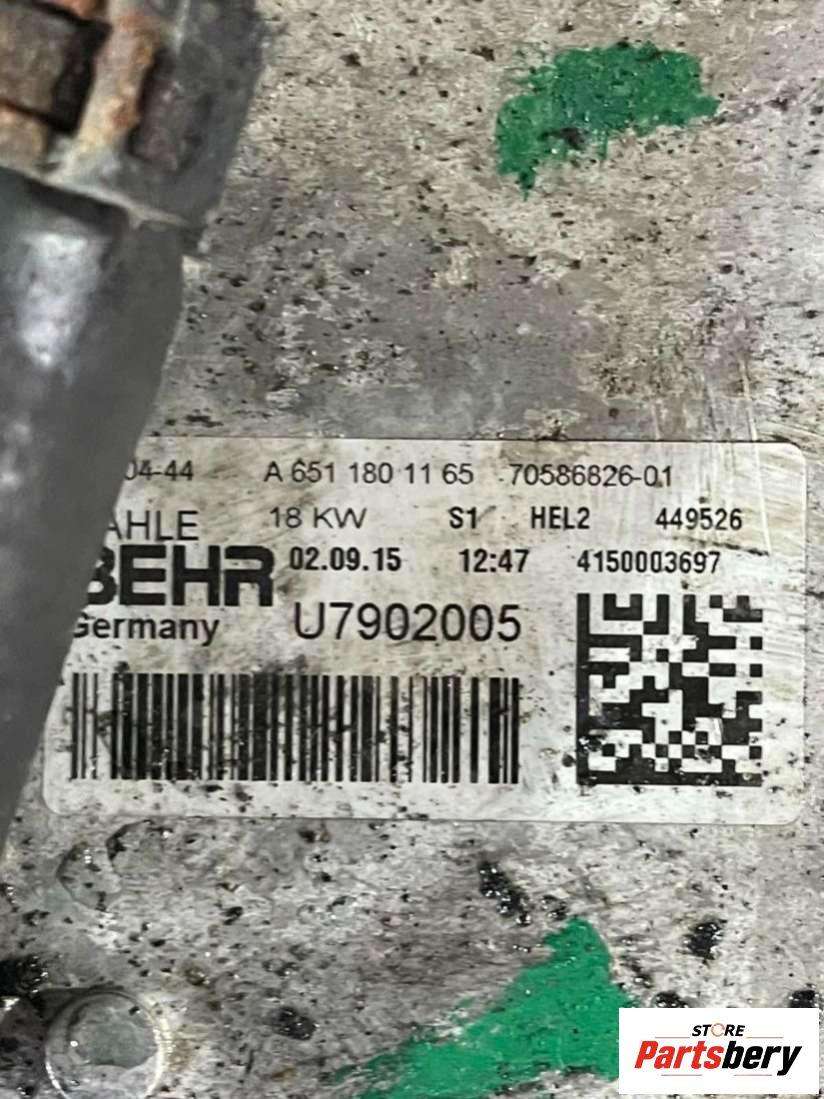 04-44 A 651 180 11 65 70586826-01
AHLE 18 KW S1 HEL2 449526
BEHR 02.09.15 12:47 4150003697
Germany U7902005
STORE
Partsbery